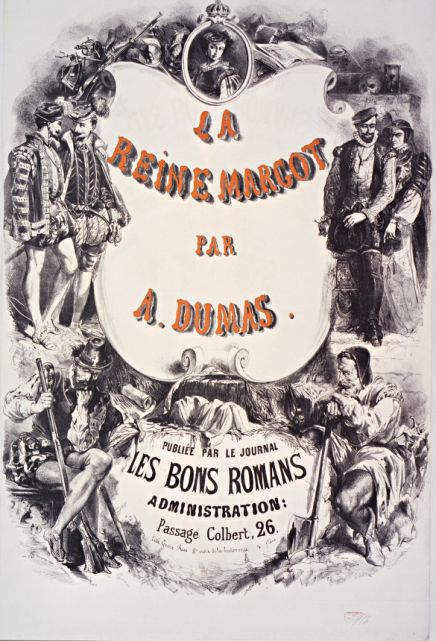 LA
REINE MARGOT
PAR
A. DUMAS.
PUBLIÉE PAR LE JOURNAL
LES BONS ROMANS
ADMINISTRATION:
Passage Colbert, 26.